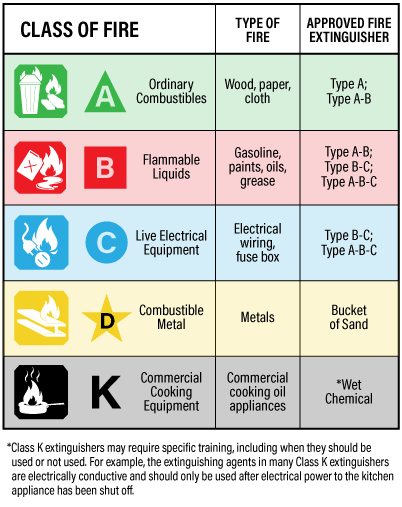 CLASS OF FIRE
TYPE OF
FIRE
APPROVED FIRE
EXTINGUISHER
A
Ordinary
Combustibles
Wood, paper,
cloth
Type A;
Type A-B
B
Flammable
Liquids
Gasoline,
paints, oils,
grease
Type A-B;
Type B-C;
Type A-B-C
C
Live Electrical
Equipment
Electrical
wiring,
fuse box
Type B-C;
Type A-B-C
D
Combustible
Metal
Metals
Bucket
of Sand
K
Commercial
Cooking
Equipment
Commercial
cooking oil
appliances
*Wet
Chemical
*Class K extinguishers may require specific training, including when they should be
used or not used. For example, the extinguishing agents in many Class K extinguishers
are electrically conductive and should only be used after electrical power to the kitchen
appliance has been shut off.